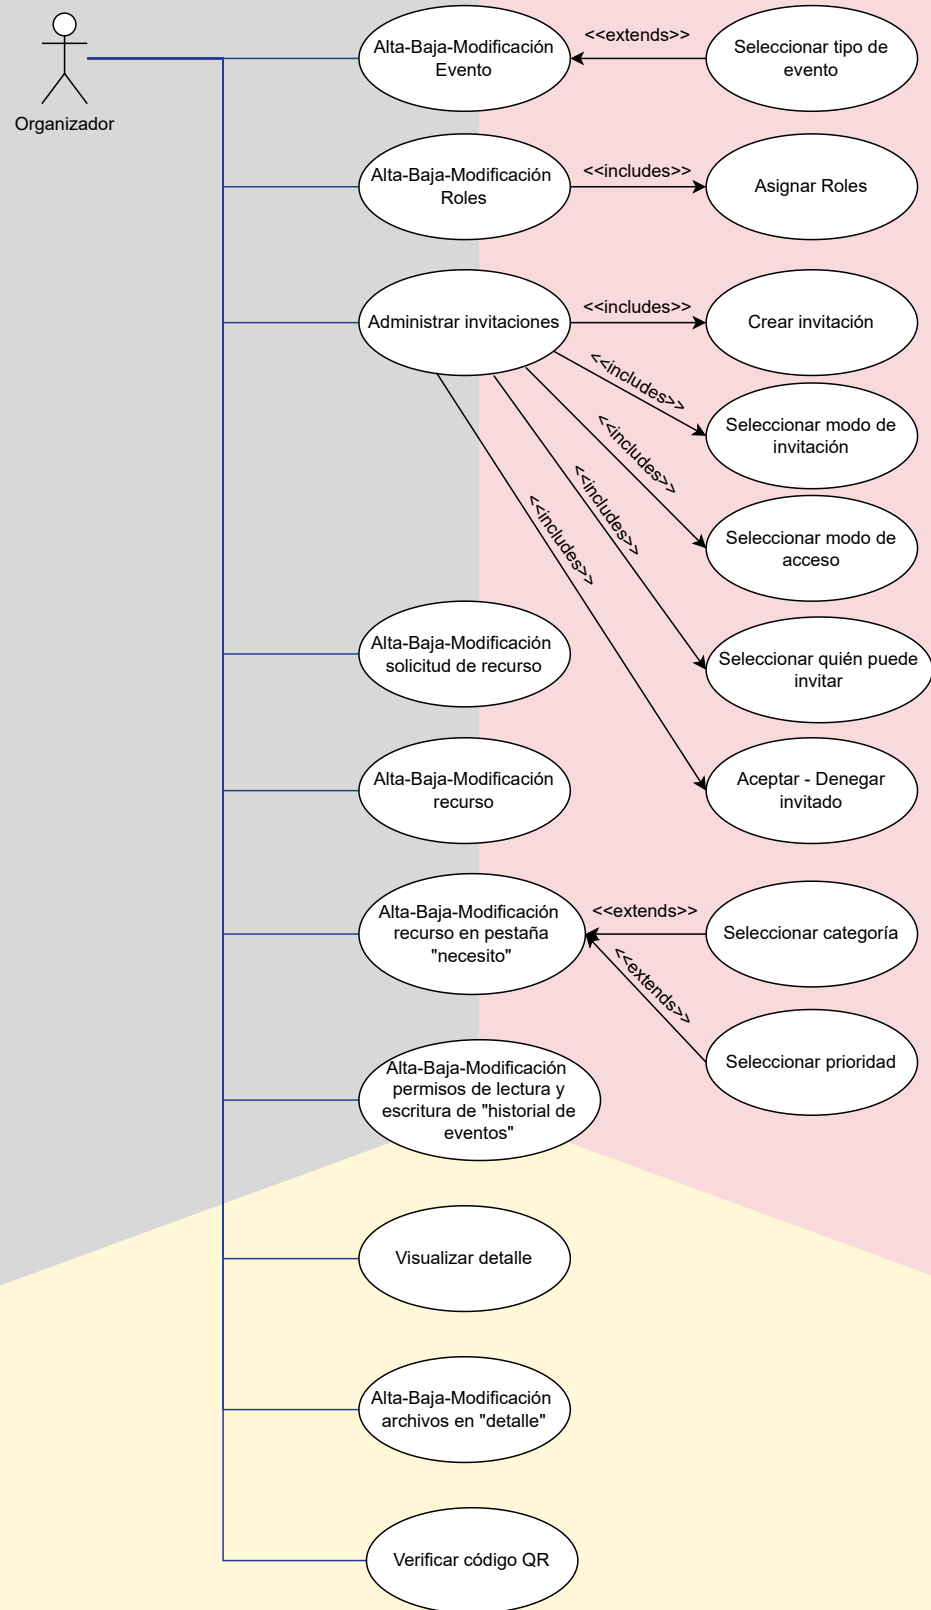 Organizador
Alta-Baja-Modificación
Evento
<<extends>>
Seleccionar tipo de
evento
Alta-Baja-Modificación
Roles
<<includes>>
Asignar Roles
Administrar invitaciones
<<includes>>
Crear invitación
<<includes>>
Seleccionar modo de
invitación
<<includes>>
Seleccionar modo de
acceso
<<includes>>
Seleccionar quién puede
invitar
<<includes>>
Aceptar - Denegar
invitado
Alta-Baja-Modificación
solicitud de recurso
Alta-Baja-Modificación
recurso
Alta-Baja-Modificación
recurso en pestaña
"necesito"
<<extends>>
Seleccionar categoría
<<extends>>
Seleccionar prioridad
Alta-Baja-Modificación
permisos de lectura y
escritura de "historial de
eventos"
Visualizar detalle
Alta-Baja-Modificación
archivos en "detalle"
Verificar código QR